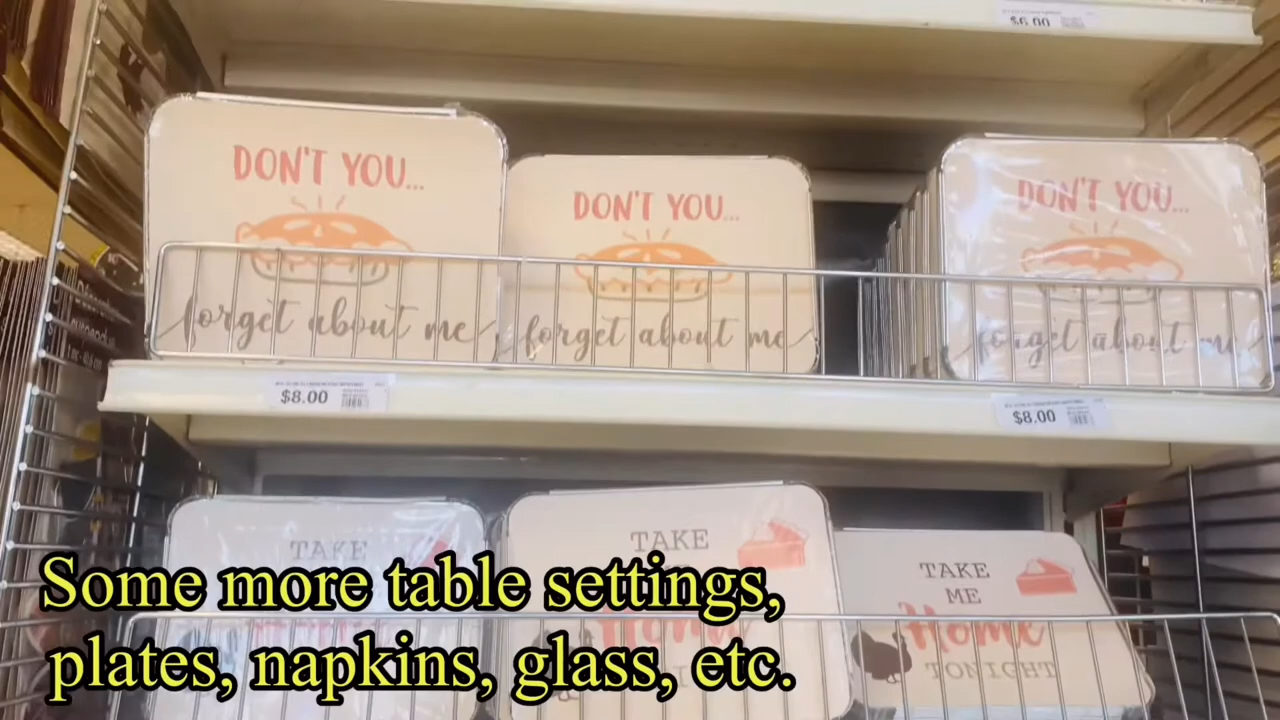 $6.00
DON'T YOU...
forget about me
DON'T YOU...
forget about me
DON'T YOU...
forget about me
$8.00
$8.00
TAKE
TAKE
Home
TAKE
ME
Home
TONIGHT
Some more table settings,
plates, napkins, glass, etc.